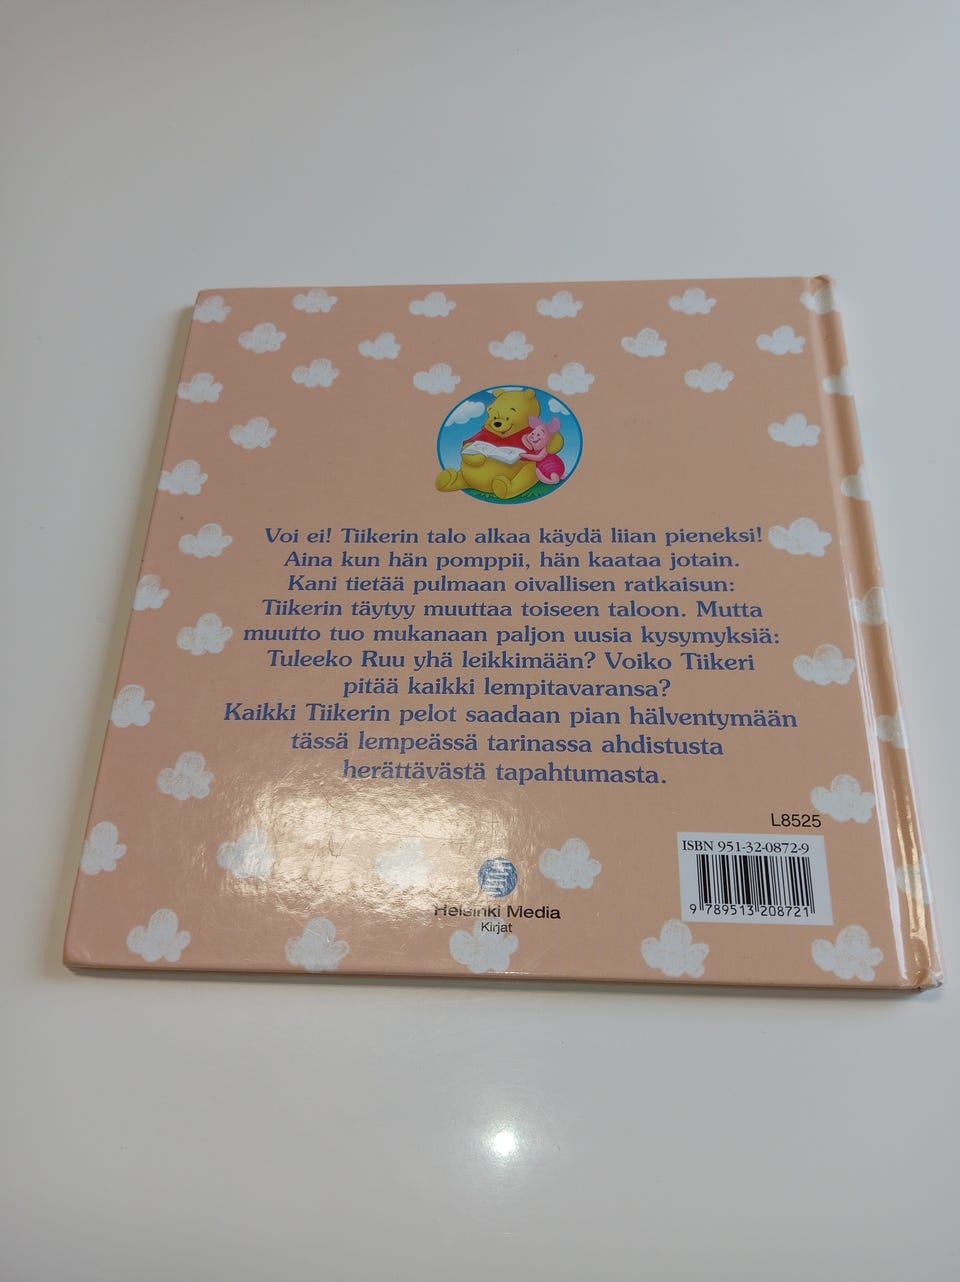 Voi ei! Tiikerin talo alkaa käydä liian pieneksi!
Aina kun hän pomppii, hän kaataa jotain.
Kani tietää pulmaan oivallisen ratkaisun:
Tiikerin täytyy muuttaa toiseen taloon. Mutta
muutto tuo mukanaan paljon uusia kysymyksiä:
Tuleeko Ruu yhä leikkimään? Voiko Tiikeri
pitää kaikki lempitavaransa?
Kaikki Tiikerin pelot saadaan pian hälventymään
tässä lempeässä tarinassa ahdistusta
herättävästä tapahtumasta.
L8525
ISBN 951-32-0872-9
9 789513 208721
Helsinki Media
Kirjat